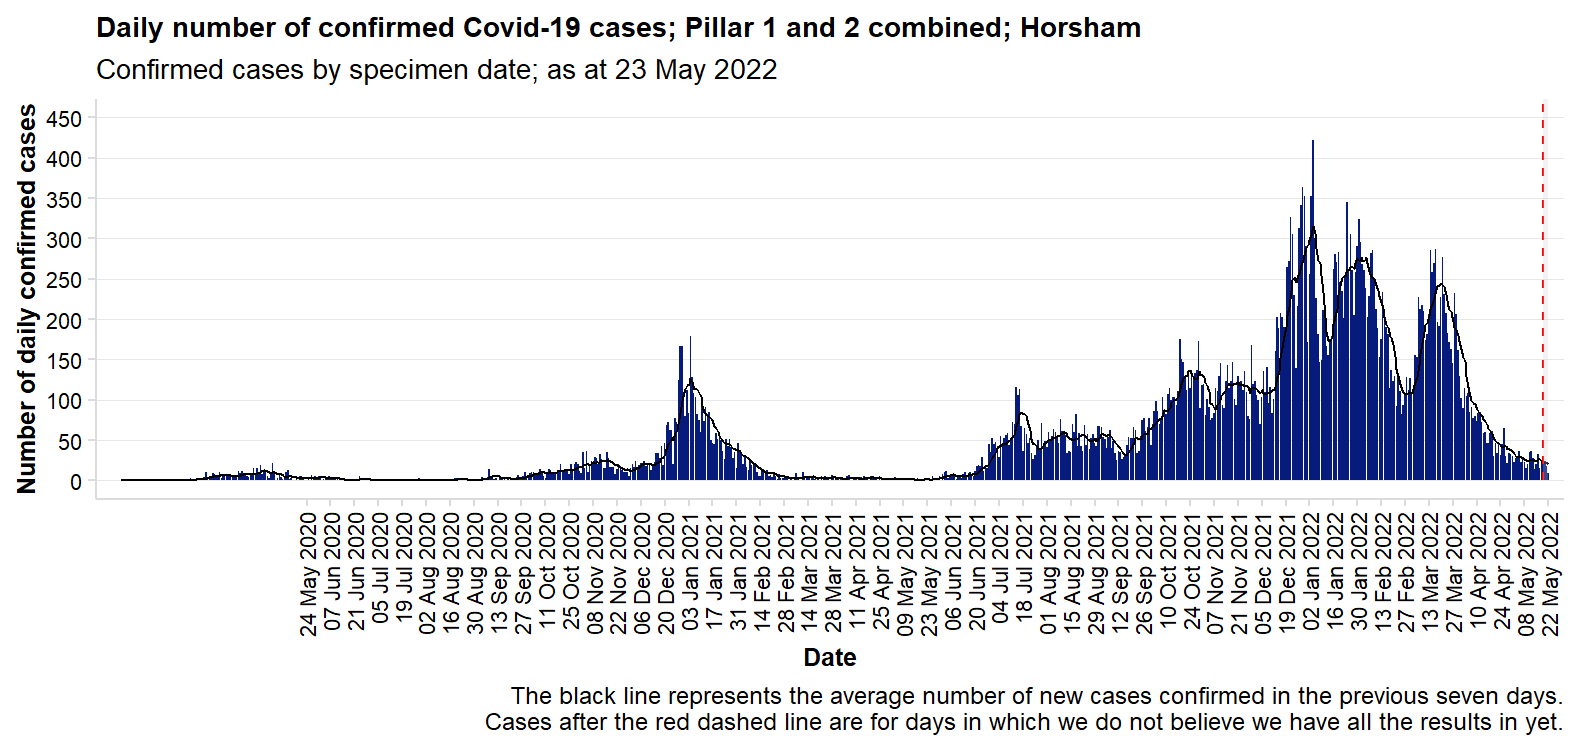 Daily number of confirmed Covid-19 cases; Pillar 1 and 2 combined; Horsham
Confirmed cases by specimen date; as at 23 May 2022
Number of daily confirmed cases
450
400
350
300
250
200
150
100
50
0
24 May 2020
07 Jun 2020
21 Jun 2020
05 Jul 2020
19 Jul 2020
02 Aug 2020
16 Aug 2020
30 Aug 2020
13 Sep 2020
27 Sep 2020
11 Oct 2020
25 Oct 2020
08 Nov 2020
22 Nov 2020
06 Dec 2020
20 Dec 2020
03 Jan 2021
17 Jan 2021
31 Jan 2021
14 Feb 2021
28 Feb 2021
14 Mar 2021
28 Mar 2021
11 Apr 2021
25 Apr 2021
09 May 2021
23 May 2021
06 Jun 2021
20 Jun 2021
04 Jul 2021
18 Jul 2021
01 Aug 2021
15 Aug 2021
29 Aug 2021
12 Sep 2021
26 Sep 2021
10 Oct 2021
24 Oct 2021
07 Nov 2021
21 Nov 2021
05 Dec 2021
19 Dec 2021
02 Jan 2022
16 Jan 2022
30 Jan 2022
13 Feb 2022
27 Feb 2022
13 Mar 2022
27 Mar 2022
10 Apr 2022
24 Apr 2022
08 May 2022
22 May 2022
Date
The black line represents the average number of new cases confirmed in the previous seven days.
Cases after the red dashed line are for days in which we do not believe we have all the results in yet.